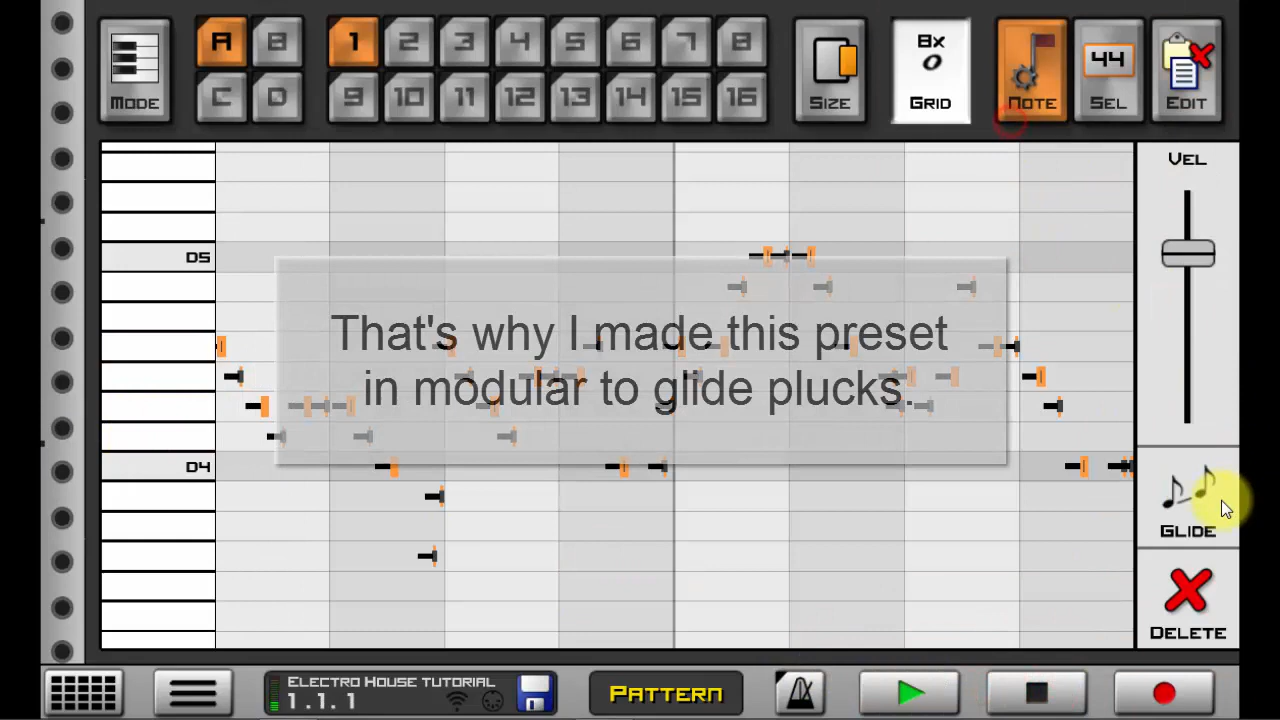 A B 1 2 3 4 5 6 7 8 8x
MODE C D 9 10 11 12 13 14 15 16 SIZE GRID NOTE 44 SEL EDIT
VEL
D5
That's why I made this preset
in modular to glide plucks.
D4
GLIDE
DELETE
ELECTRO HOUSE TUTORIAL
1.1.1
PATTERN